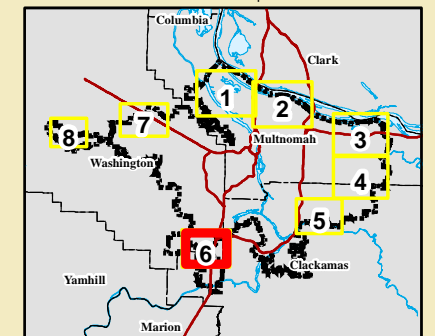 Columbia
Clark
1
2
Multnomah
3
7
8
Washington
4
5
6
Clackamas
Yamhill
Marion